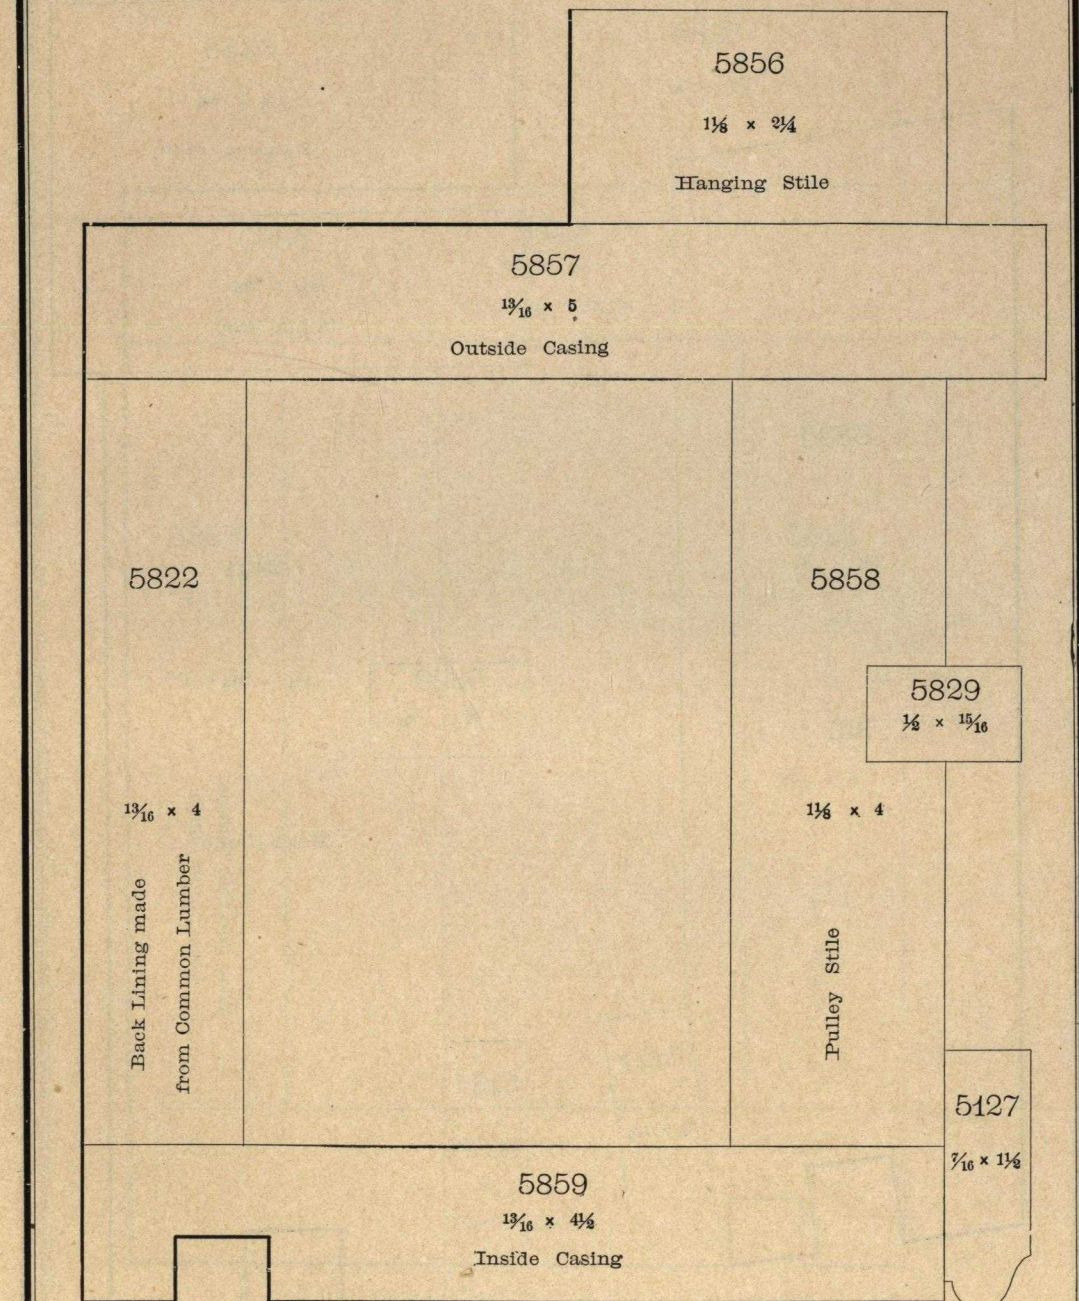 5856
1⅛ x 2¼
Hanging Stile
5857
13/16 x 5
Outside Casing
5822
13/16 x 4
Back Lining made
from Common Lumber
5858
1⅛ x 4
Pulley Stile
5829
½ x 15/16
5127
7/16 x 1½
5859
13/16 x 4½
Inside Casing